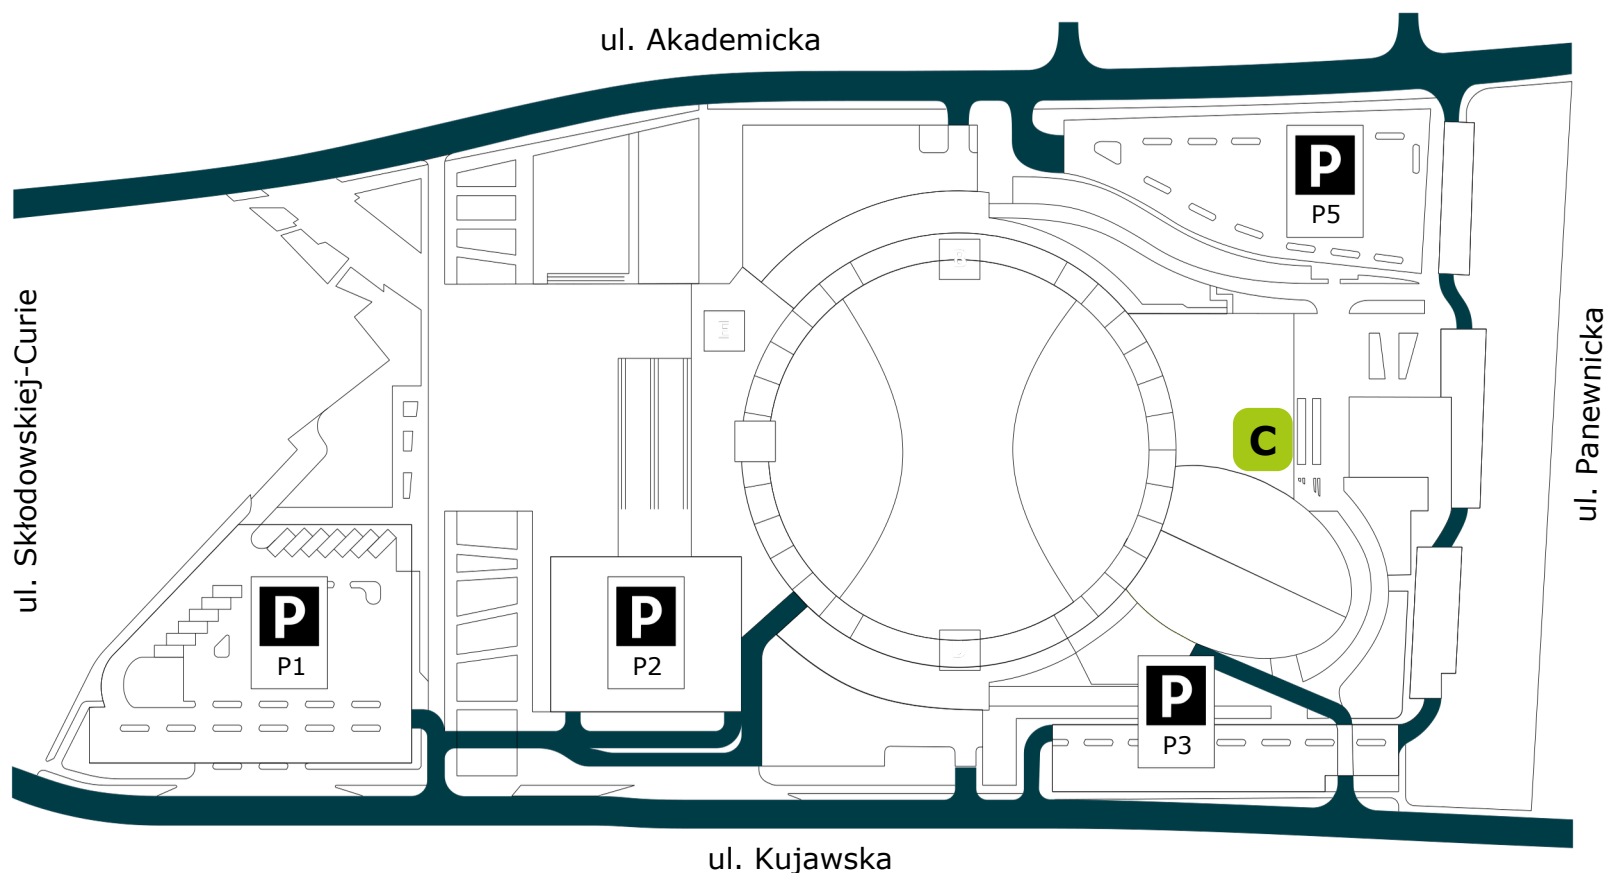 ul. Akademicka
P
P5
ul. Skłodowskiej-Curie
ul. Panewnicka
C
P
P1
P
P2
P
P3
ul. Kujawska